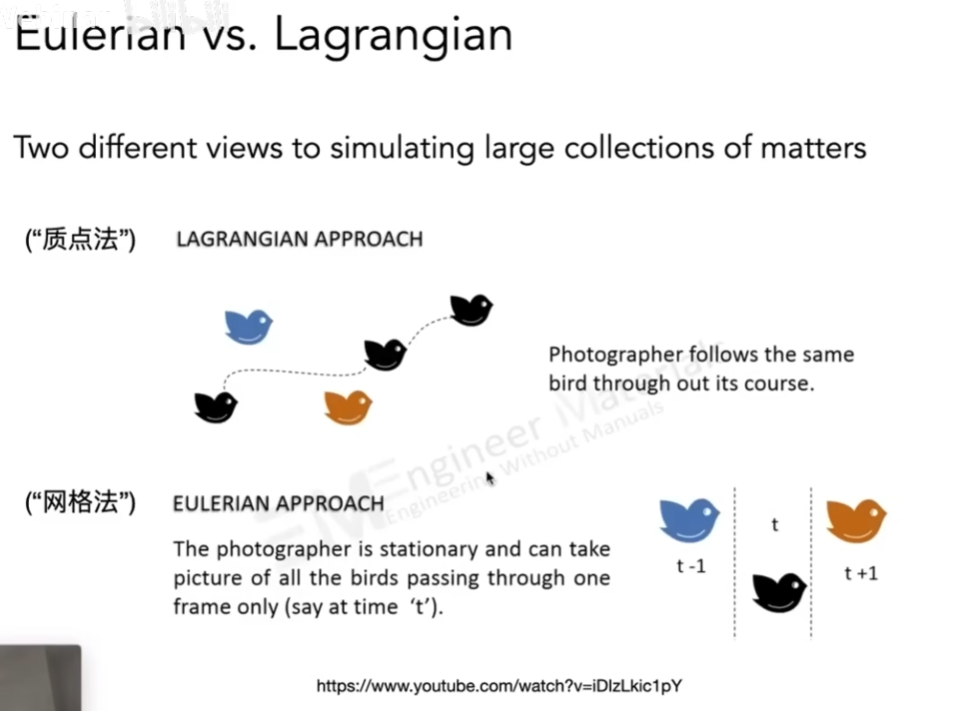 Eulerian vs. Lagrangian
Two different views to simulating large collections of matters
(“质点法”) LAGRANGIAN APPROACH
Photographer follows the same
bird through out its course.
Engineer Materials
Engineering Without Manuals
(“网格法”) EULERIAN APPROACH
The photographer is stationary and can take
picture of all the birds passing through one
frame only (say at time ‘t’).
t -1
t
t +1
https://www.youtube.com/watch?v=iDIzLkic1pY